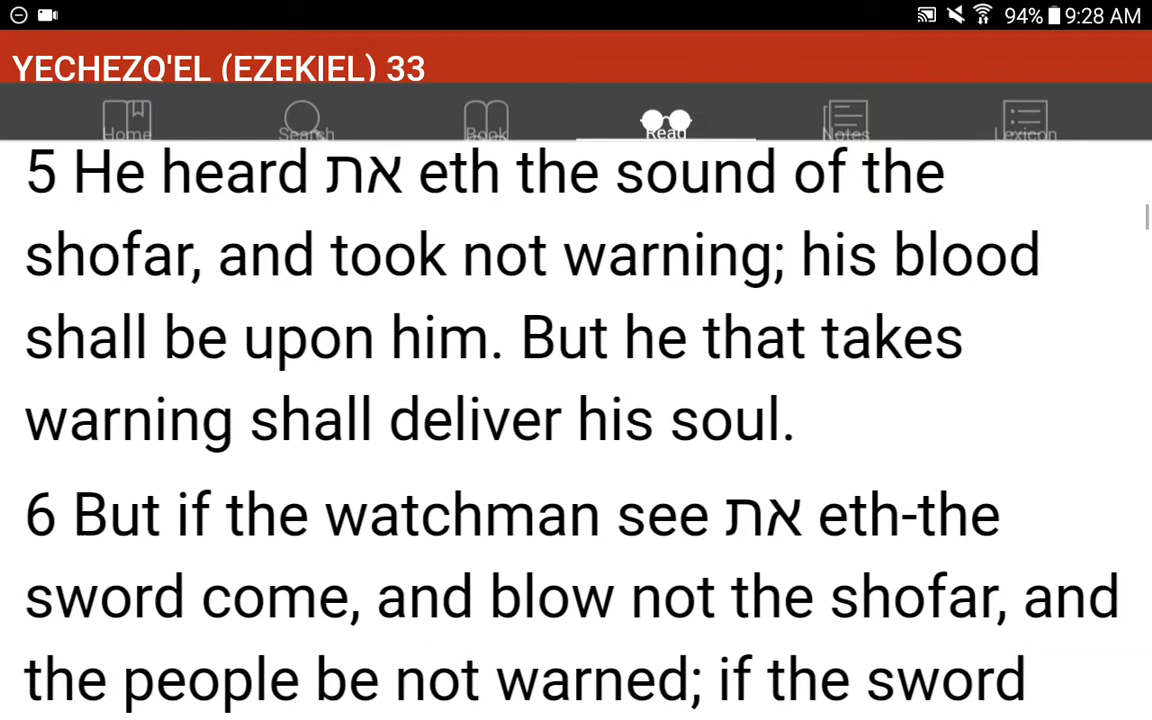 94% 9:28 AM
YECHEZQ'EL (EZEKIEL) 33
Home Search Book Read Notes Lexicon
5 He heard את eth the sound of the
shofar, and took not warning; his blood
shall be upon him. But he that takes
warning shall deliver his soul.
6 But if the watchman see את eth-the
sword come, and blow not the shofar, and
the people be not warned; if the sword